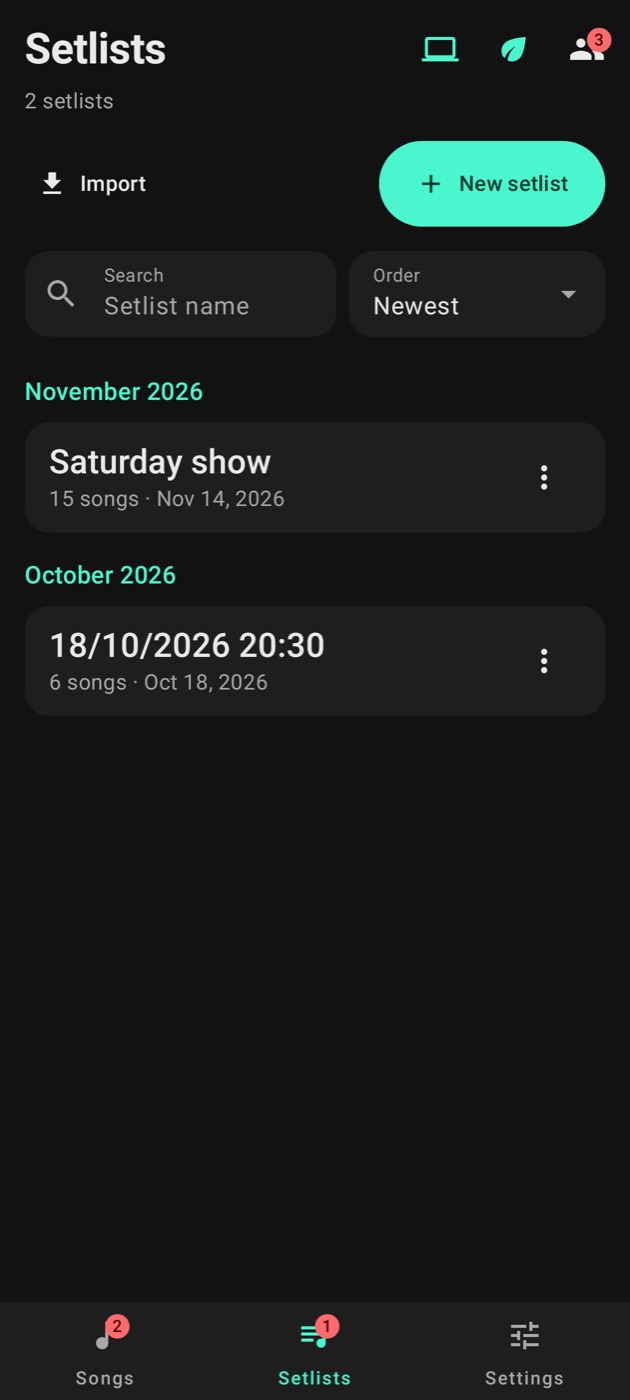 Setlists
3
2 setlists
Import
New setlist
Search
Setlist name
Order
Newest
November 2026
Saturday show
15 songs · Nov 14, 2026
October 2026
18/10/2026 20:30
6 songs · Oct 18, 2026
2
1
Songs
Setlists
Settings